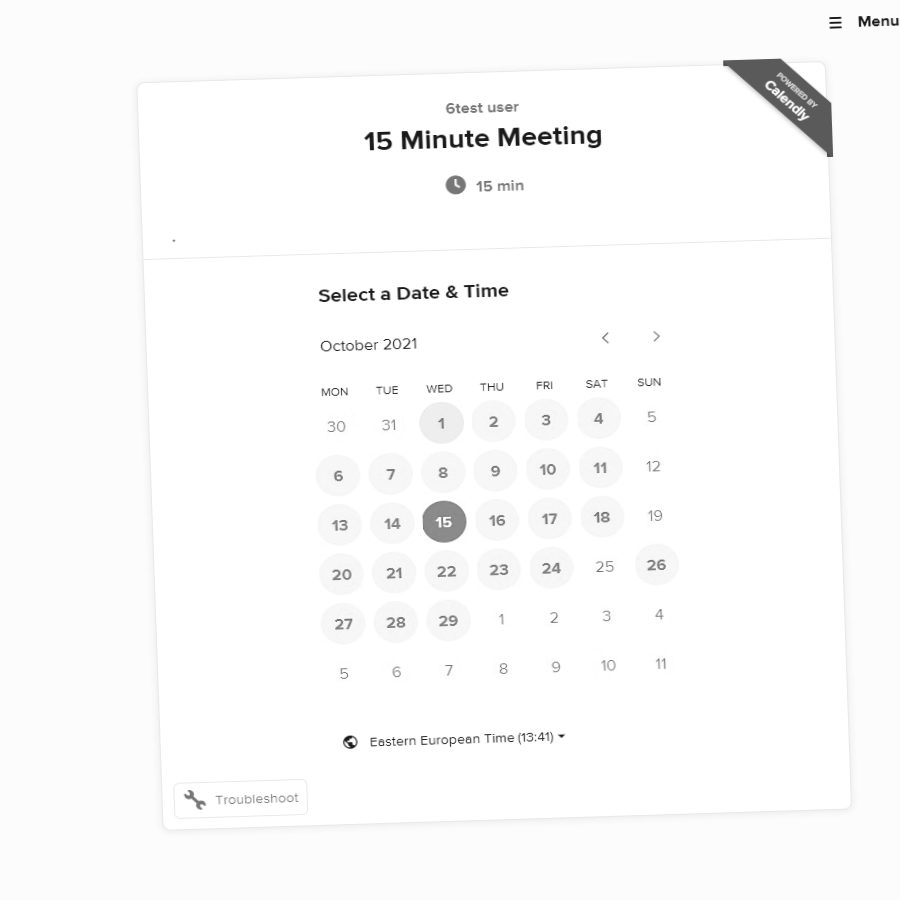 Menu
POWERED BY
Calendly
6test user
15 Minute Meeting
15 min
.
Select a Date & Time
October 2021
MON TUE WED THU FRI SAT SUN
30 31 1 2 3 4 5
6 7 8 9 10 11 12
13 14 15 16 17 18 19
20 21 22 23 24 25 26
27 28 29 1 2 3 4
5 6 7 8 9 10 11
Eastern European Time (13:41)
Troubleshoot